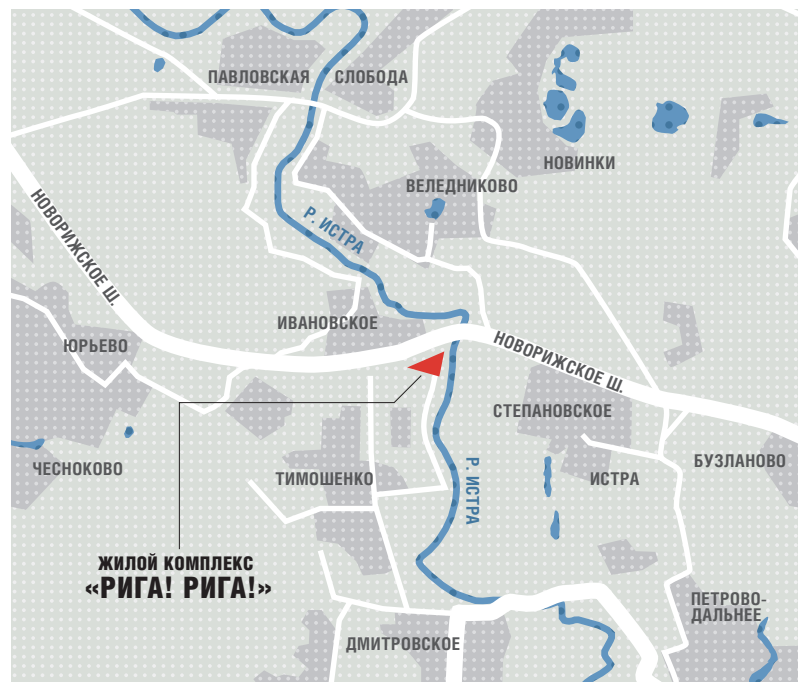 ПАВЛОВСКАЯ СЛОБОДА
НОВИНКИ
ВЕЛЕДНИКОВО
НОВОРИЖСКОЕ Ш.
Р. ИСТРА
ИВАНОВСКОЕ
ЮРЬЕВО
НОВОРИЖСКОЕ Ш.
СТЕПАНОВСКОЕ
ЧЕСНОКОВО
ТИМОШЕНКО
Р. ИСТРА
ИСТРА
БУЗЛАНОВО
ЖИЛОЙ КОМПЛЕКС
«РИГА! РИГА!»
ПЕТРОВО-
ДАЛЬНЕЕ
ДМИТРОВСКОЕ